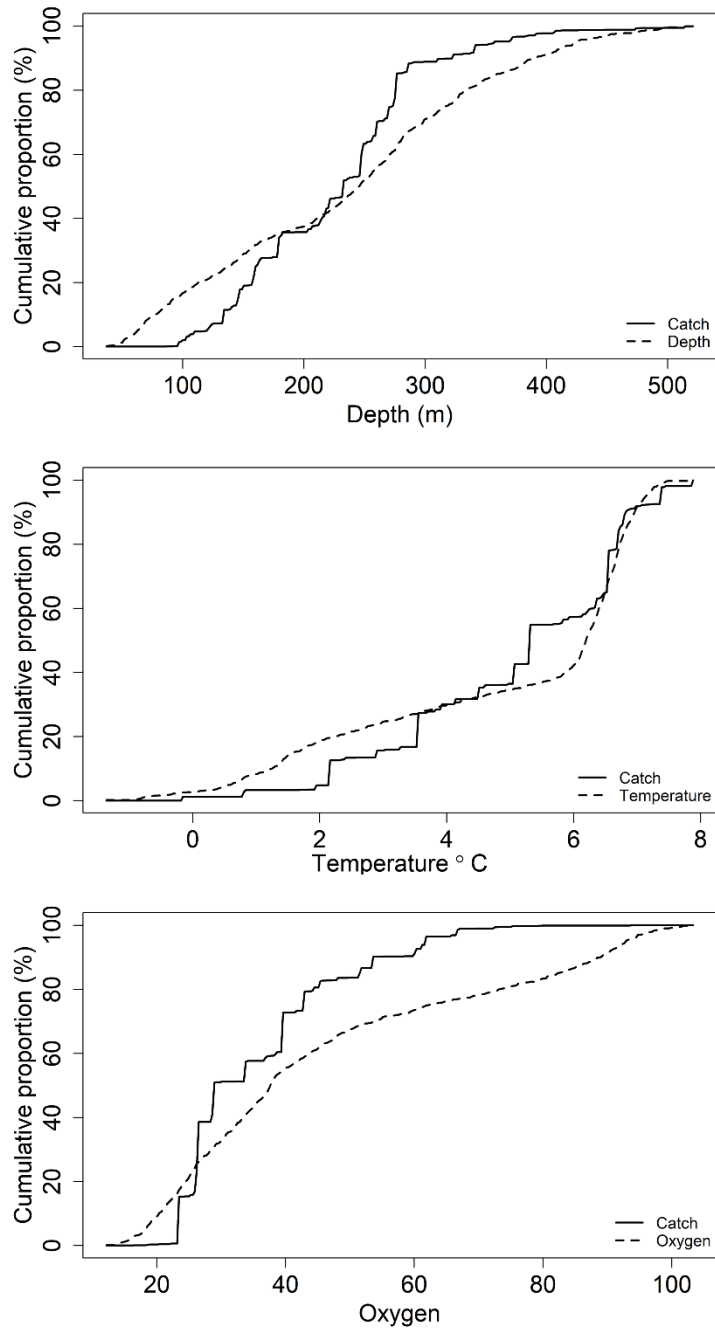 100
80
60
40
20
0
Cumulative proportion (%)
Catch
Depth
100 200 300 400 500
Depth (m)
100
80
60
40
20
0
Cumulative proportion (%)
Catch
Temperature
0 2 4 6 8
Temperature ° C
100
80
60
40
20
0
Cumulative proportion (%)
Catch
Oxygen
20 40 60 80 100
Oxygen